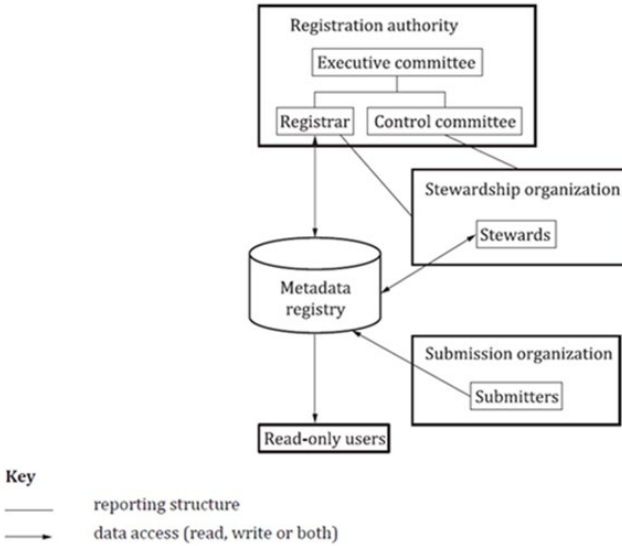 Registration authority
Executive committee
Registrar
Control committee
Stewardship organization
Stewards
Metadata
registry
Submission organization
Submitters
Read-only users
Key
reporting structure
data access (read, write or both)